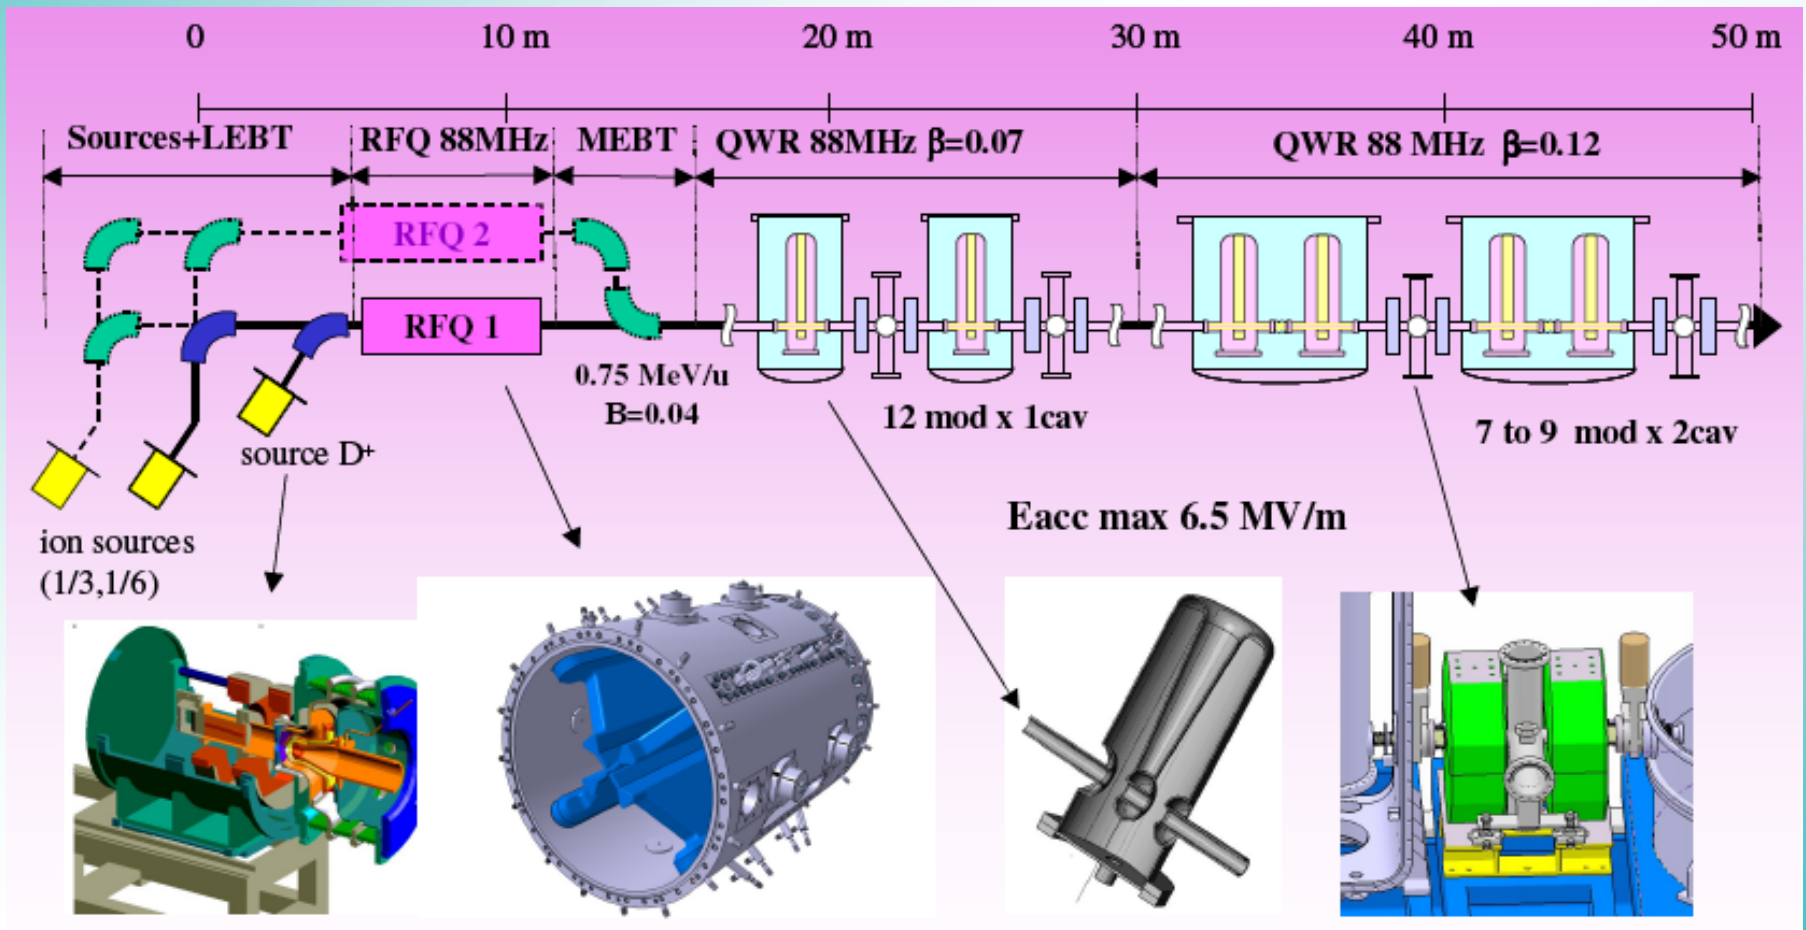 0 10 m 20 m 30 m 40 m 50 m
Sources+LEBT RFQ 88MHz MEBT QWR 88MHz β=0.07 QWR 88 MHz β=0.12
RFQ 2
RFQ 1
0.75 MeV/u
B=0.04
12 mod x 1cav
7 to 9 mod x 2cav
source D+
Eacc max 6.5 MV/m
ion sources
(1/3,1/6)